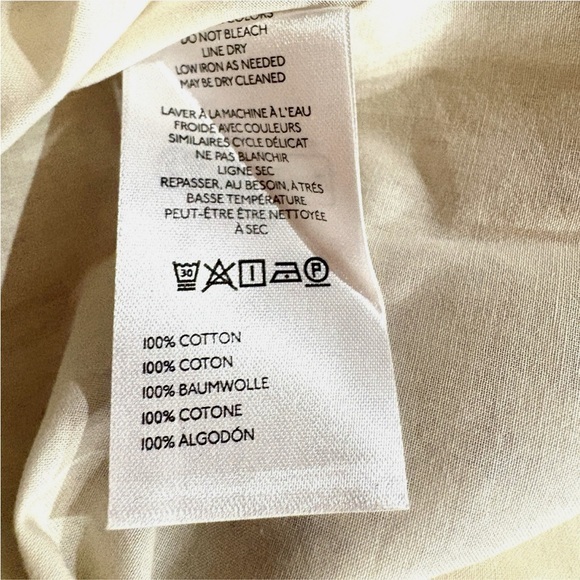 COLORS
DO NOT BLEACH
LINE DRY
LOW IRON AS NEEDED
MAY BE DRY CLEANED
LAVER À LA MACHINE À L'EAU
FROIDE AVEC COULEURS
SIMILAIRES CYCLE DÉLICAT
NE PAS BLANCHIR
LIGNE SEC
REPASSER, AU BESOIN, À TRÈS
BASSE TEMPÉRATURE
PEUT-ÊTRE ÊTRE NETTOYÉE
À SEC
30 P
100% COTTON
100% COTON
100% BAUMWOLLE
100% COTONE
100% ALGODÓN